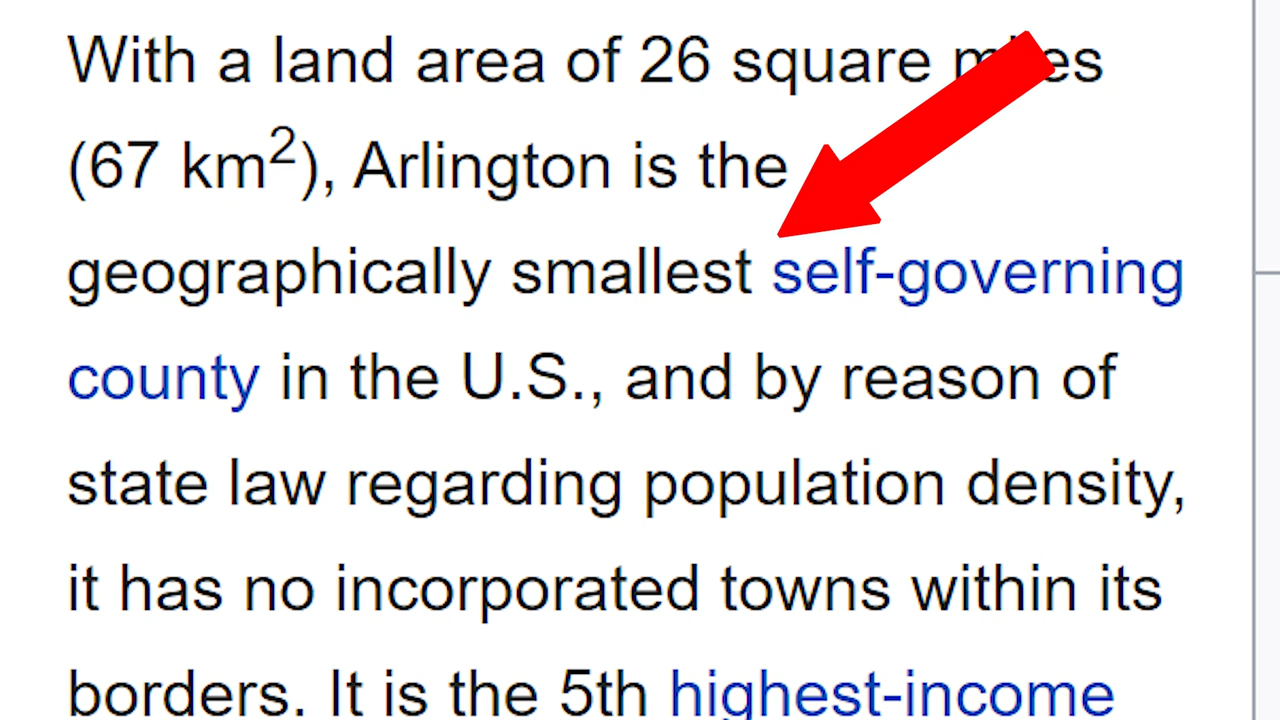 With a land area of 26 square
(67 km²), Arlington is the
geographically smallest self-governing
county in the U.S., and by reason of
state law regarding population density,
it has no incorporated towns within its
borders. It is the 5th highest-income